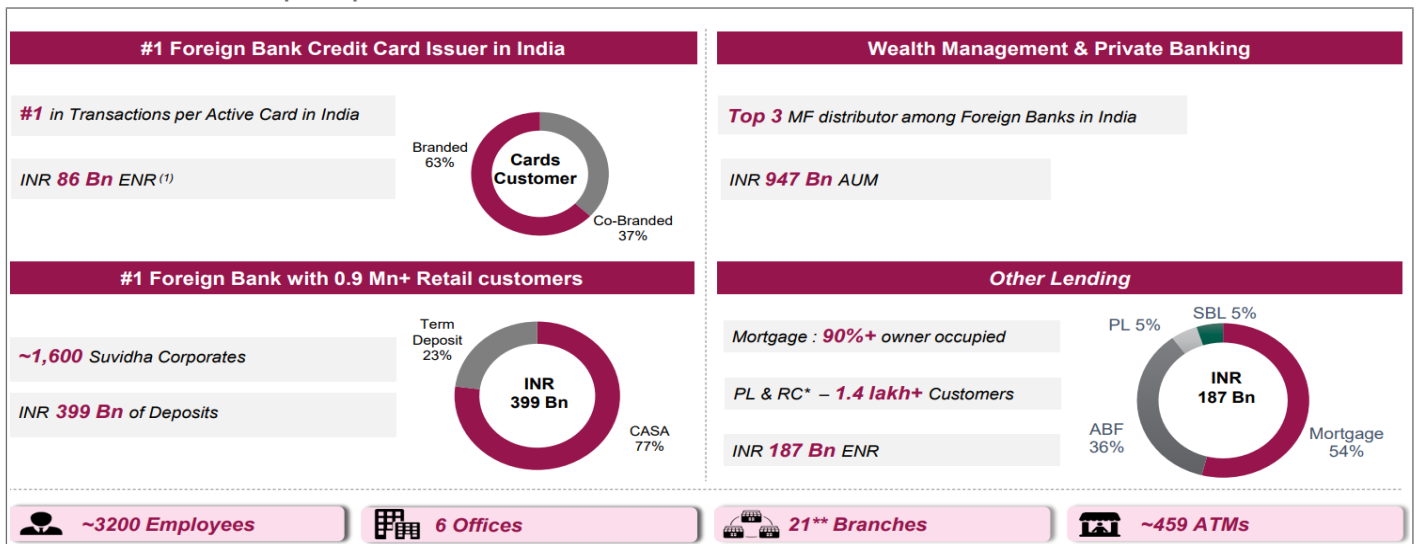 #1 Foreign Bank Credit Card Issuer in India
#1 in Transactions per Active Card in India
INR 86 Bn ENR (1)
Branded
63%
Cards
Customer
Co-Branded
37%
Wealth Management & Private Banking
Top 3 MF distributor among Foreign Banks in India
INR 947 Bn AUM
#1 Foreign Bank with 0.9 Mn+ Retail customers
~1,600 Suvidha Corporates
INR 399 Bn of Deposits
Term
Deposit
23%
INR
399 Bn
CASA
77%
Other Lending
Mortgage : 90%+ owner occupied
PL & RC* – 1.4 lakh+ Customers
INR 187 Bn ENR
PL 5%
SBL 5%
INR
187 Bn
ABF
36%
Mortgage
54%
~3200 Employees
6 Offices
21** Branches
~459 ATMs